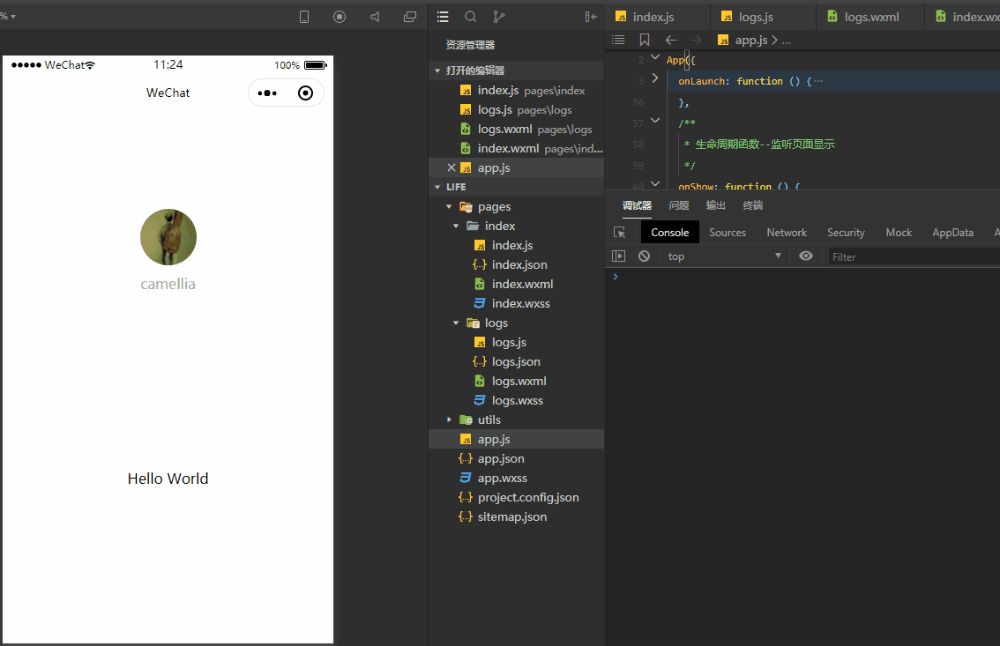 %
WeChat
11:24
100%
WeChat
camellia
Hello World
资源管理器
打开的编辑器
index.js pages\index
logs.js pages\logs
logs.wxml pages\logs
index.wxml pages\ind...
app.js
LIFE
pages
index
index.js
index.json
index.wxml
index.wxss
logs
logs.js
logs.json
logs.wxml
logs.wxss
utils
app.js
app.json
app.wxss
project.config.json
sitemap.json
index.js
logs.js
logs.wxml
index.wx
app.js > ...
2 App({
3 onLaunch: function () {…
36 },
37 /**
38 * 生命周期函数--监听页面显示
39 */
40 onShow: function () {
调试器 问题 输出 终端
Console Sources Network Security Mock AppData A
top
Filter